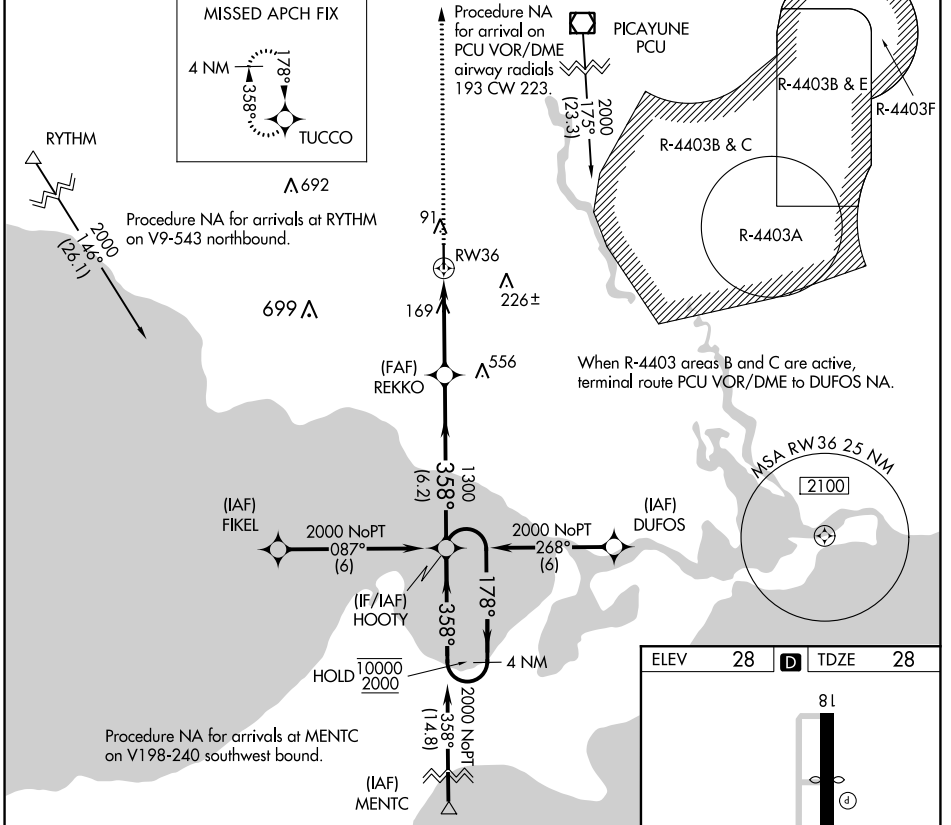 MISSED APCH FIX
4 NM
178°
358°
TUCCO
Procedure NA
for arrival on
PCU VOR/DME
airway radials
193 CW 223.
PICAYUNE
PCU
2000
175°
(23.3)
R-4403B & E
R-4403F
R-4403B & C
R-4403A
RYTHM
2000
146°
(26.1)
692
Procedure NA for arrivals at RYTHM
on V9-543 northbound.
91
RW36
699
169
226±
(FAF)
REKKO
556
When R-4403 areas B and C are active,
terminal route PCU VOR/DME to DUFOS NA.
1300
358°
(6.2)
MSA RW36 25 NM
2100
(IAF)
FIKEL
2000 NoPT
087°
(6)
2000 NoPT
268°
(6)
(IAF)
DUFOS
(IF/IAF)
HOOTY
358°
178°
HOLD 10000
2000
4 NM
2000 NoPT
358°
(14.8)
Procedure NA for arrivals at MENTC
on V198-240 southwest bound.
(IAF)
MENTC
ELEV 28 D TDZE 28
18
P